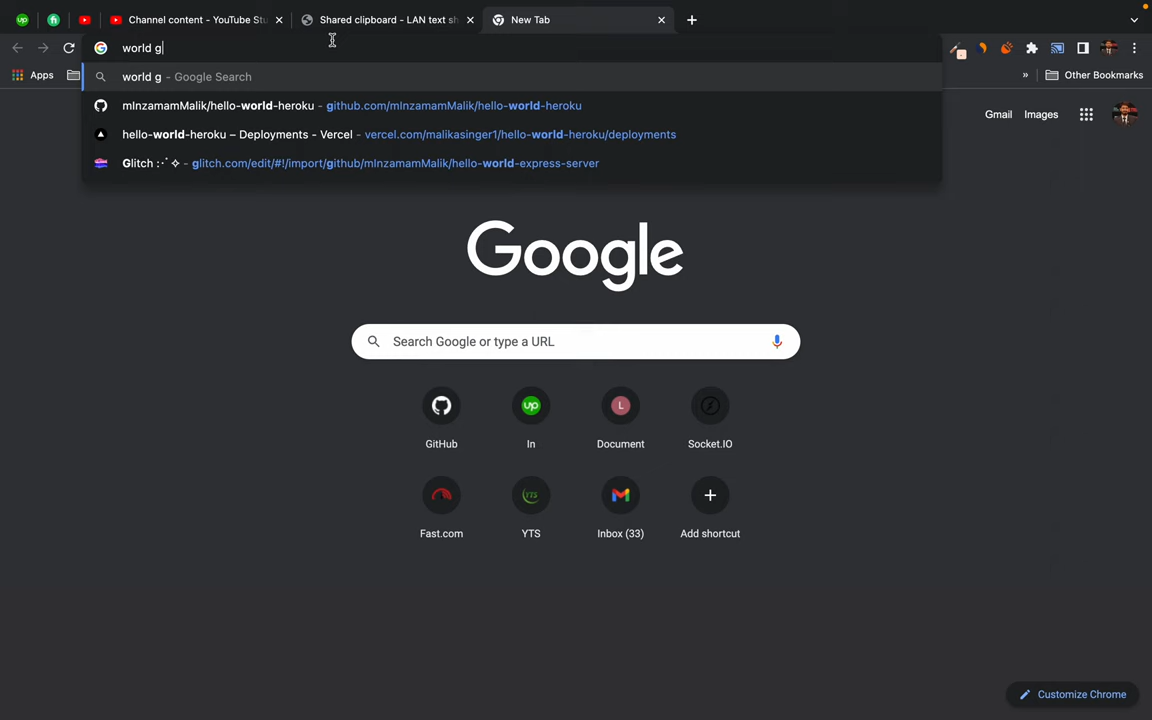 Channel content - YouTube Stu
Shared clipboard - LAN text sh
New Tab
world g
Apps
Other Bookmarks
world g - Google Search
mInzamamMalik/hello-world-heroku - github.com/mInzamamMalik/hello-world-heroku
hello-world-heroku – Deployments - Vercel - vercel.com/malikasinger1/hello-world-heroku/deployments
Glitch :･ﾟ✧ - glitch.com/edit/#!/import/github/mInzamamMalik/hello-world-express-server
Gmail Images
Google
Search Google or type a URL
up L
GitHub In Document Socket.IO
YTS
Fast.com YTS Inbox (33) Add shortcut
Customize Chrome